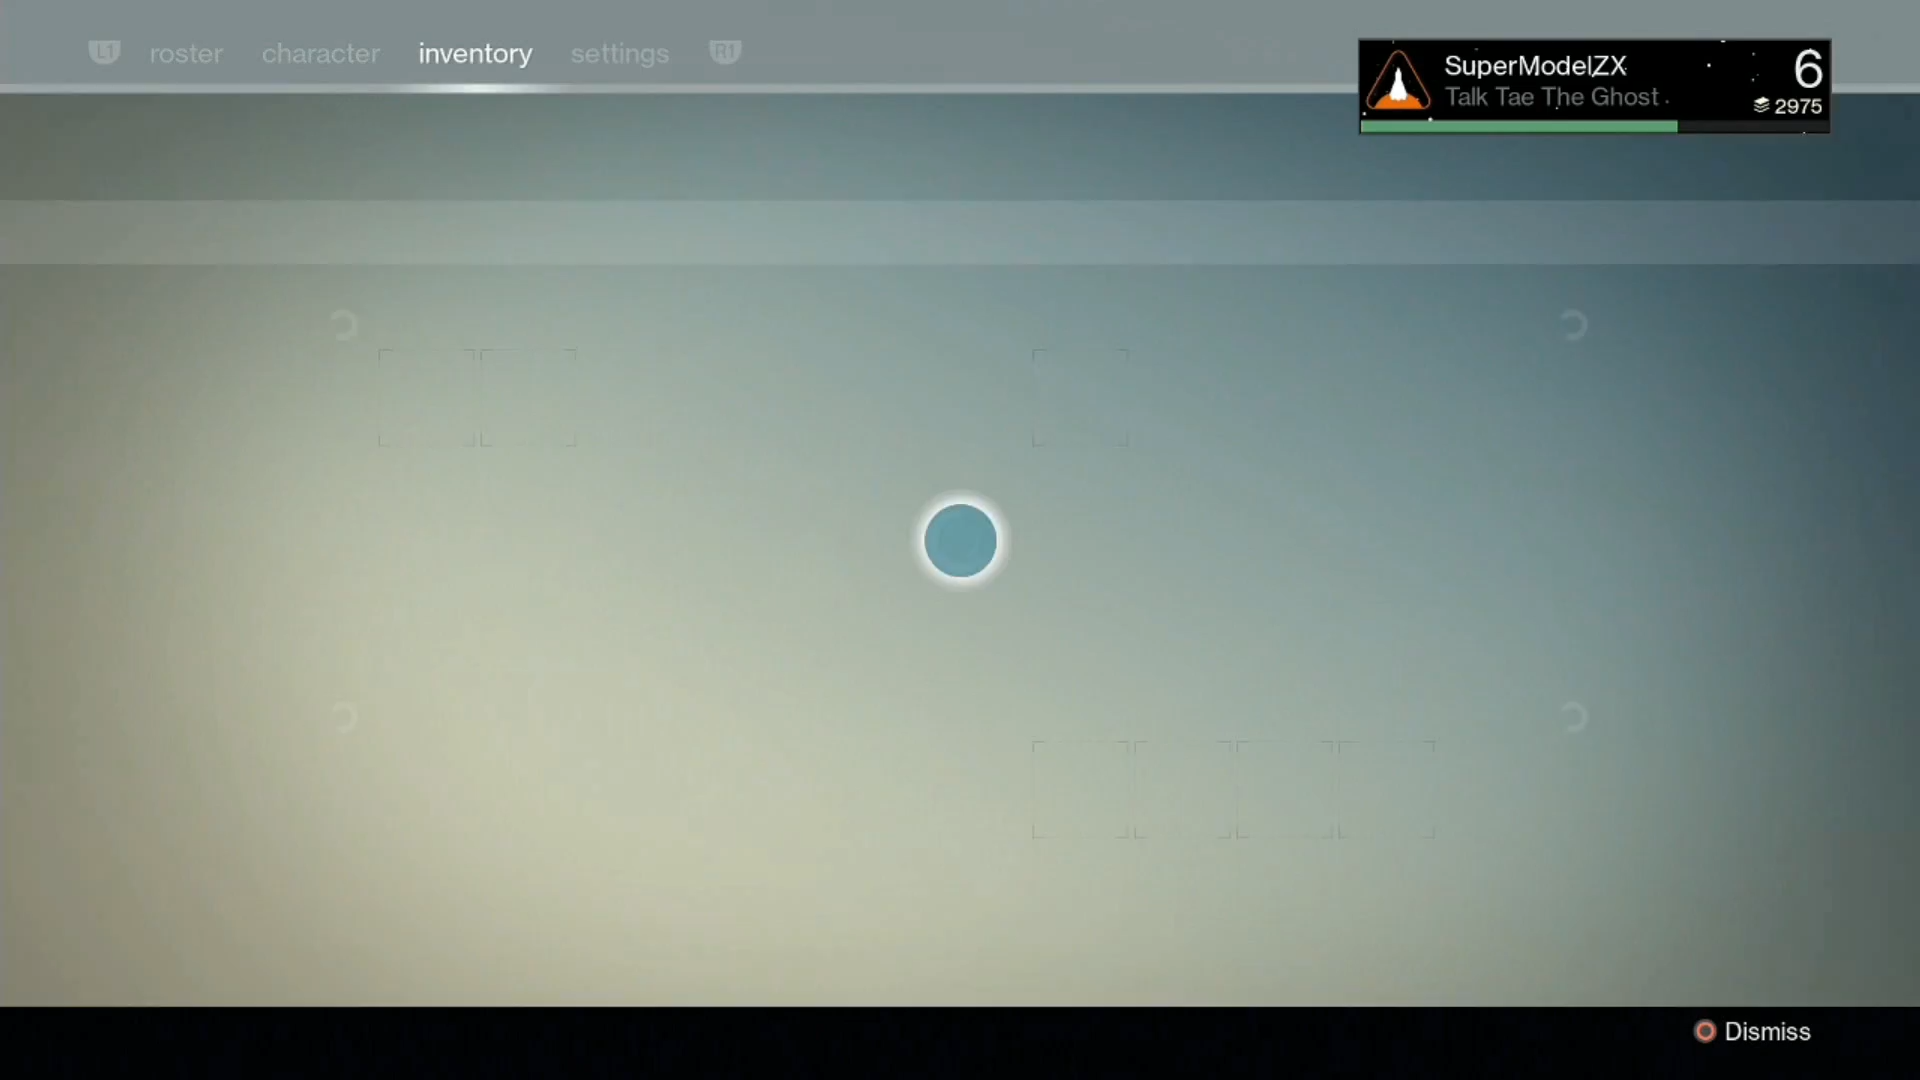 L1 roster character inventory settings R1
SuperModelZX 6
Talk Tae The Ghost 2975
Dismiss